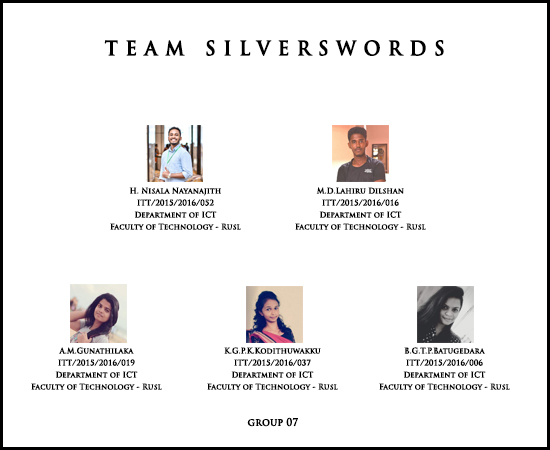 TEAM SILVERSWORDS
H. Nisala Nayanajith
ITT/2015/2016/052
Department of ICT
Faculty of Technology - Rusl
M.D.Lahiru Dilshan
ITT/2015/2016/016
Department of ICT
Faculty of Technology - Rusl
A.M.Gunathilaka
ITT/2015/2016/019
Department of ICT
Faculty of Technology - Rusl
K.G.P.K.Kodithuwakku
ITT/2015/2016/037
Department of ICT
Faculty of Technology - Rusl
B.G.T.P.Batugedara
ITT/2015/2016/006
Department of ICT
Faculty of Technology - Rusl
GROUP 07